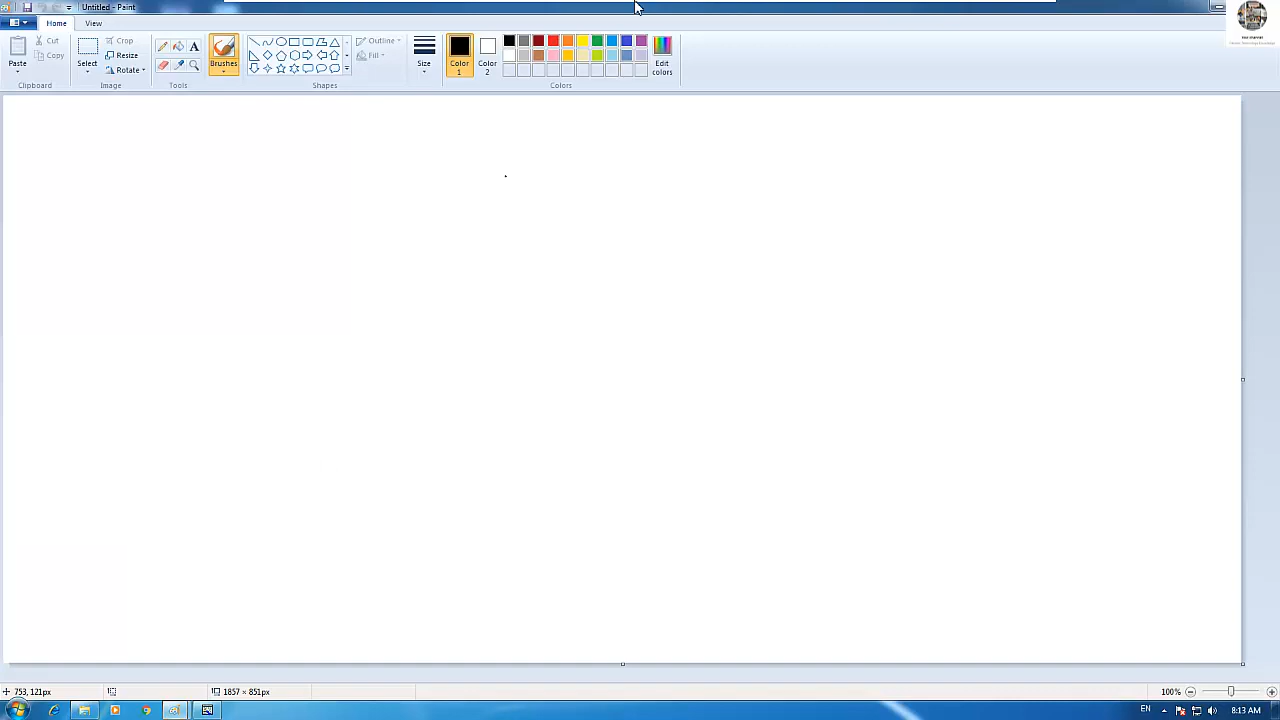 Untitled - Paint
Home View
Paste
Cut
Copy
Clipboard
Select
Crop
Resize
Rotate
Image
A
Tools
Brushes
Shapes
Outline
Fill
Size
Color 1
Color 2
Edit colors
Colors
753, 121px
1857 × 851px
100%
EN
8:13 AM